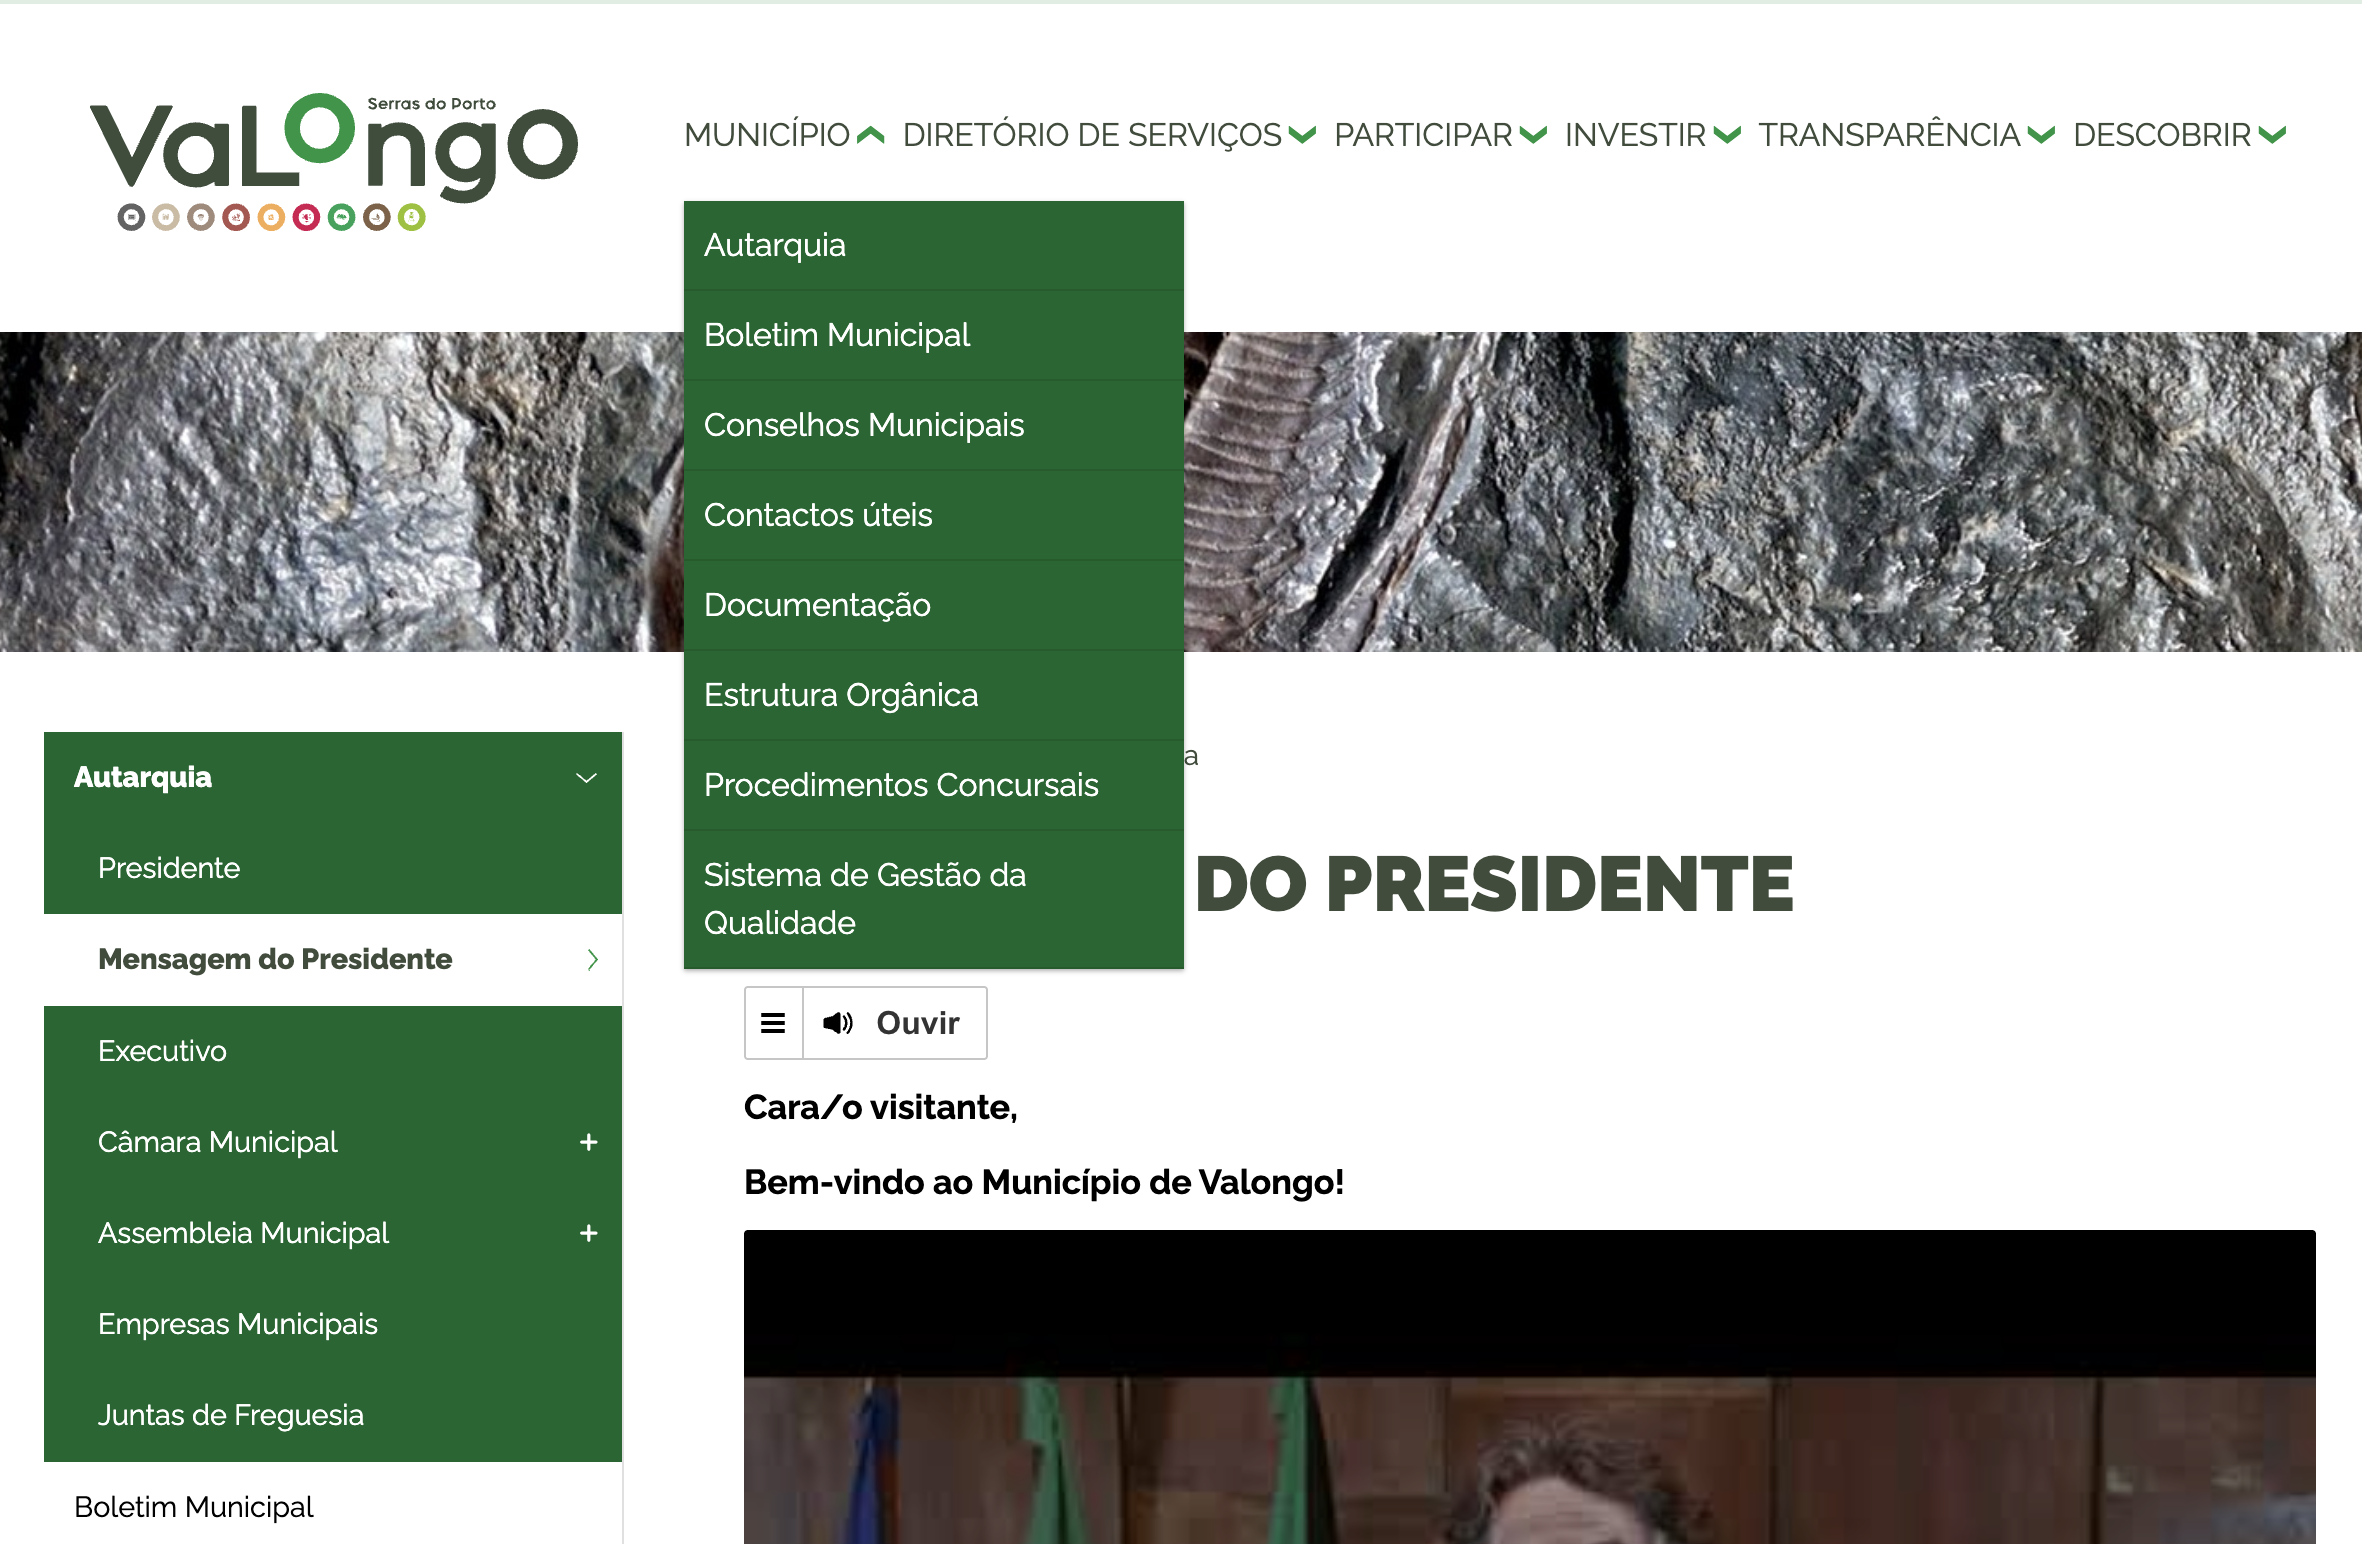 Serras do Porto
VaLongo
MUNICÍPIO DIRETÓRIO DE SERVIÇOS PARTICIPAR INVESTIR TRANSPARÊNCIA DESCOBRIR
Autarquia
Boletim Municipal
Conselhos Municipais
Contactos úteis
Documentação
Estrutura Orgânica
Procedimentos Concursais
Sistema de Gestão da
Qualidade
Autarquia
Presidente
Mensagem do Presidente
Executivo
Câmara Municipal
Assembleia Municipal
Empresas Municipais
Juntas de Freguesia
Boletim Municipal
a
DO PRESIDENTE
Ouvir
Cara/o visitante,
Bem-vindo ao Município de Valongo!